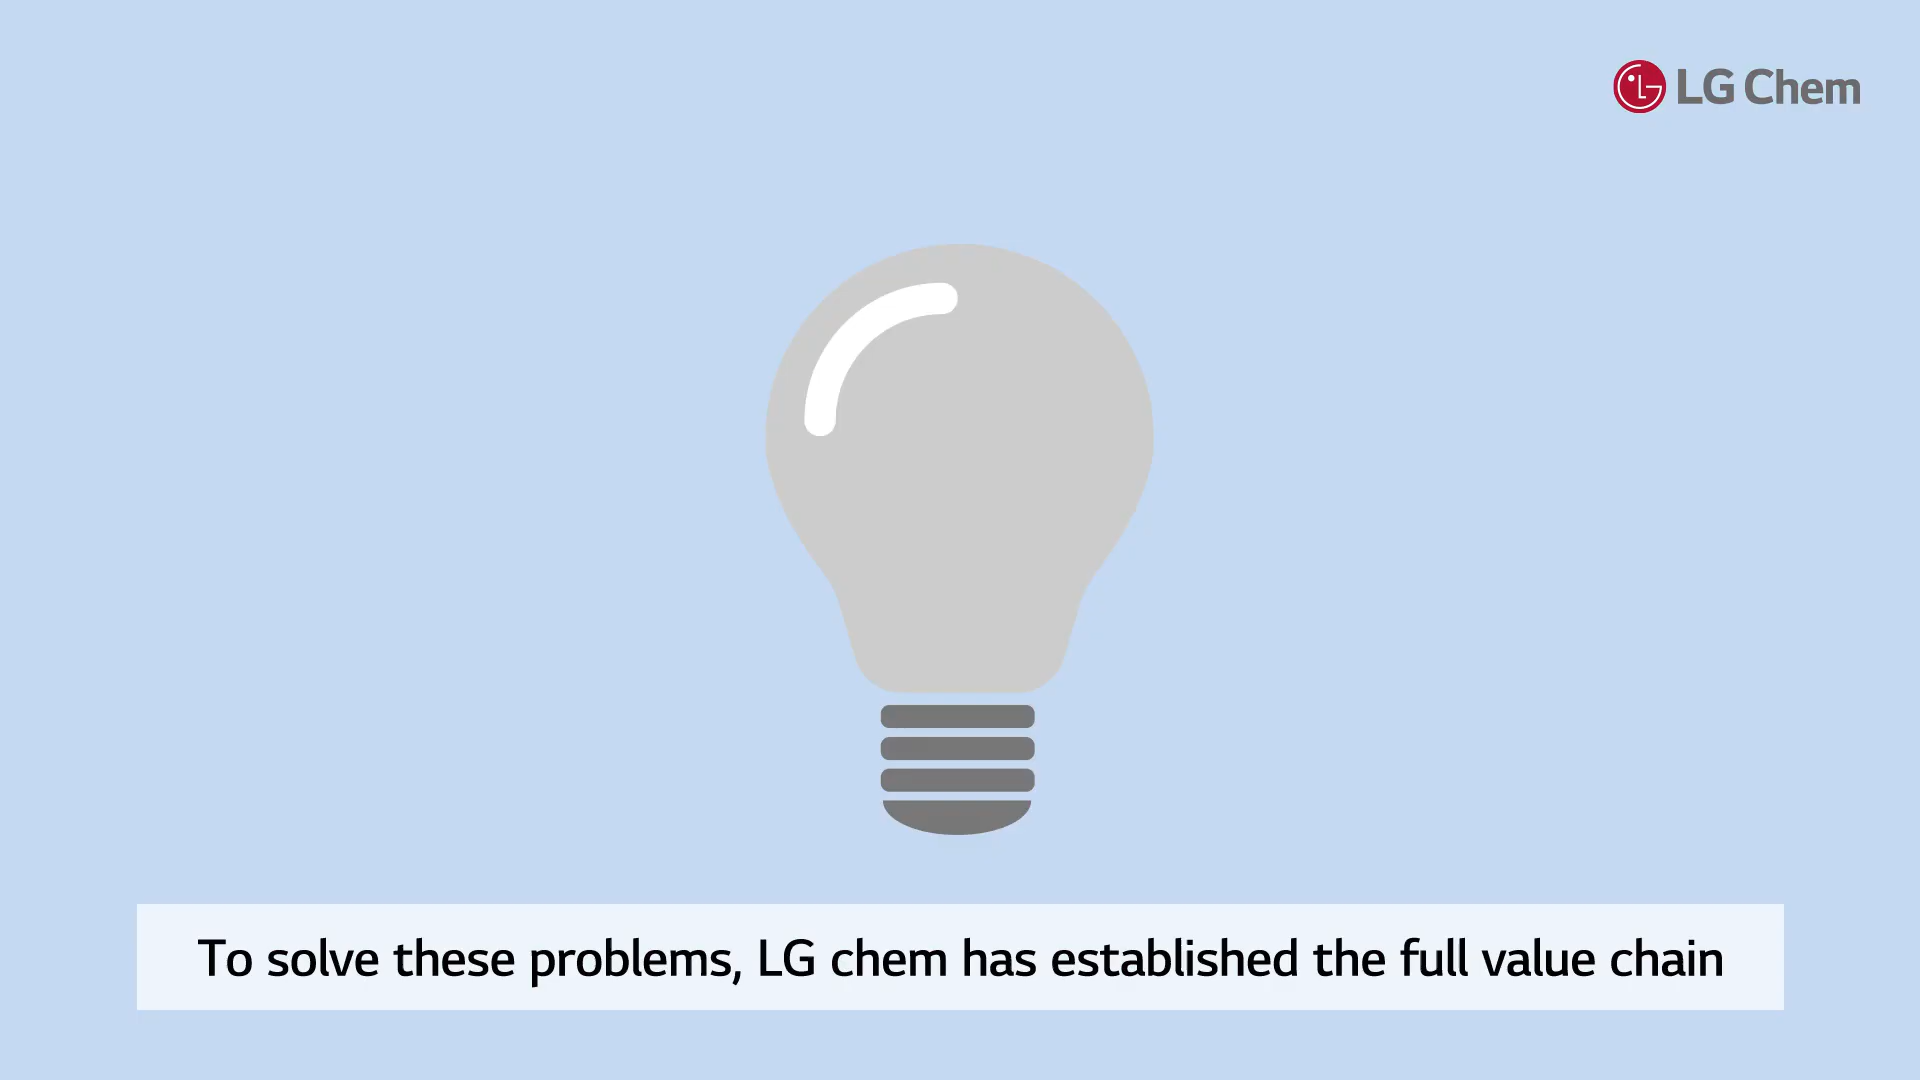 LG Chem
To solve these problems, LG chem has established the full value chain